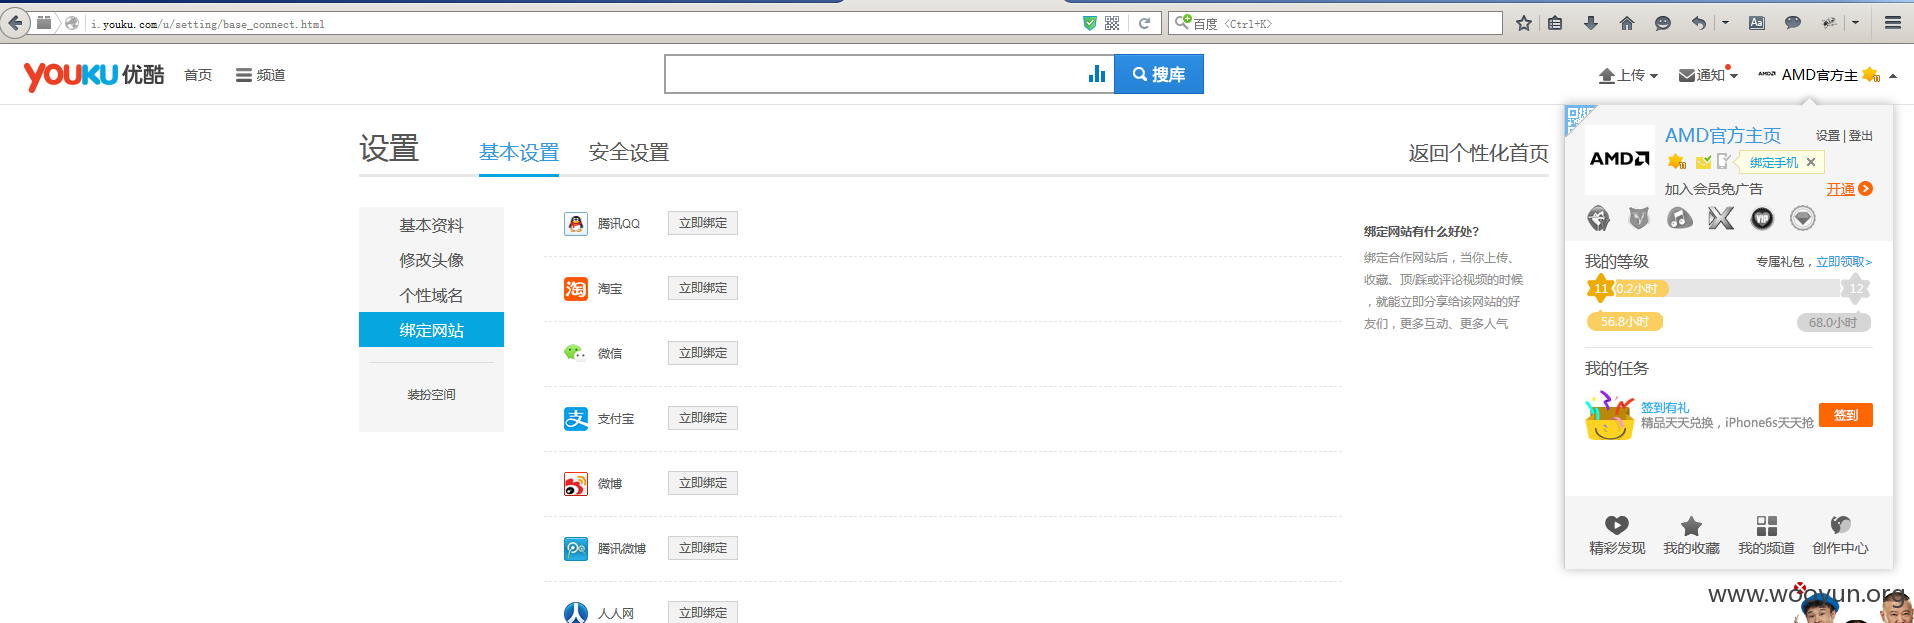 i.youku.com/u/setting/base_connect.html
百度 <Ctrl+K>
YOUKU 优酷 首页 频道
搜库
上传 通知 AMD官方主
设置 基本设置 安全设置 返回个性化首页
基本资料
修改头像
个性域名
绑定网站
装扮空间
腾讯QQ 立即绑定
淘宝 立即绑定
微信 立即绑定
支付宝 立即绑定
微博 立即绑定
腾讯微博 立即绑定
人人网 立即绑定
绑定网站有什么好处?
绑定合作网站后，当你上传、
收藏、顶/踩或评论视频的时候
，就能立即分享给该网站的好
友们，更多互动、更多人气
AMD
AMD官方主页 设置 | 登出
绑定手机
加入会员免广告 开通
VIP
我的等级 专属礼包，立即领取>
11 0.2小时 12
56.8小时 68.0小时
我的任务
签到有礼
精品天天兑换，iPhone6s天天抢
签到
精彩发现 我的收藏 我的频道 创作中心
www.wooyun.org